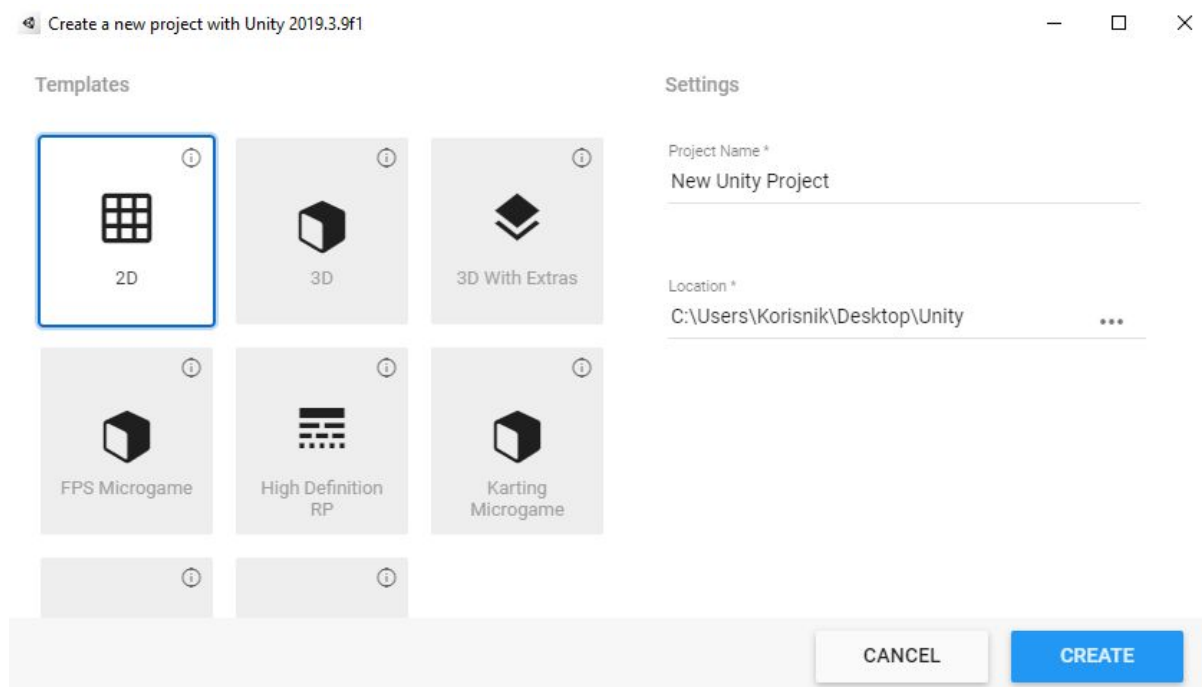 Create a new project with Unity 2019.3.9f1
Templates
2D
3D
3D With Extras
FPS Microgame
High Definition
RP
Karting
Microgame
Settings
Project Name *
New Unity Project
Location *
C:\Users\Korisnik\Desktop\Unity
CANCEL
CREATE